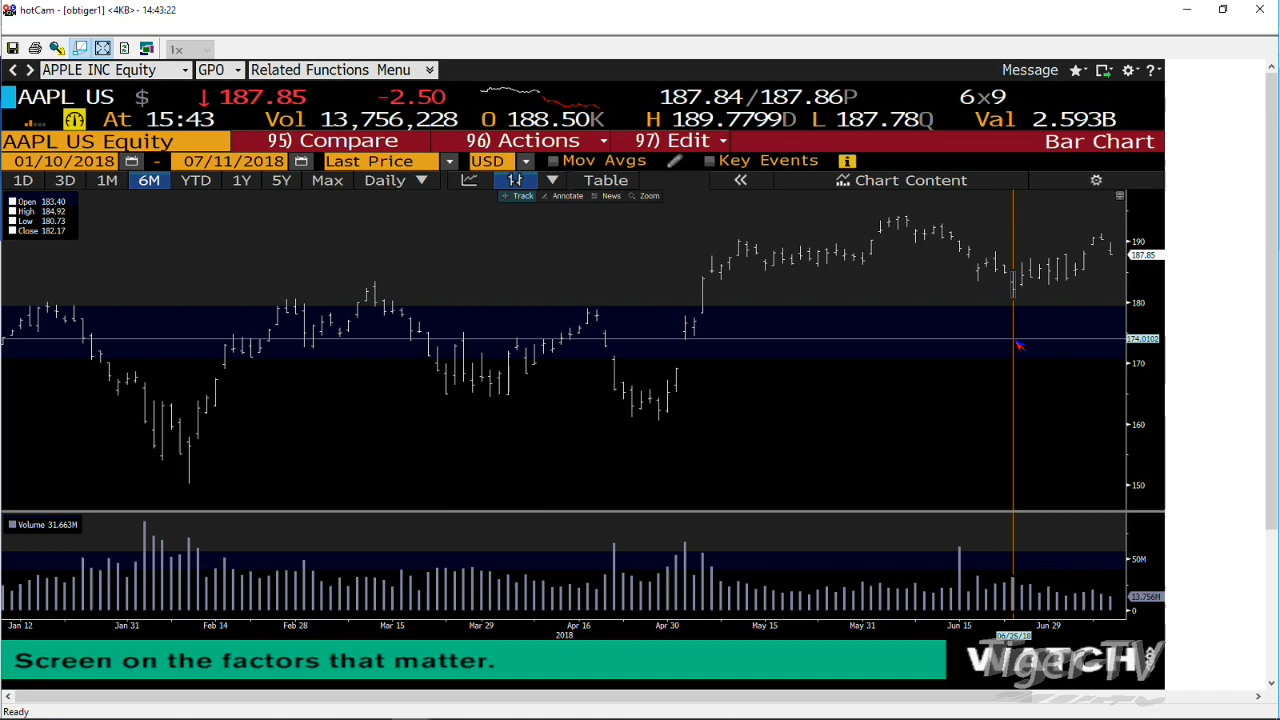 hotCam - [obtiger1] <4KB> - 14:43:22
1x
APPLE INC Equity GPO Related Functions Menu Message ?
AAPL US $ ↓ 187.85 -2.50 187.84/187.86P 6x9
At 15:43 Vol 13,756,228 O 188.50K H 189.7799D L 187.78Q Val 2.593B
AAPL US Equity 95) Compare 96) Actions 97) Edit Bar Chart
01/10/2018 - 07/11/2018 Last Price USD Mov Avgs Key Events
1D 3D 1M 6M YTD 1Y 5Y Max Daily ▼ Table « Chart Content
Track Annotate News Zoom
Open 183.40
High 184.92
Low 180.73
Close 182.17
190
187.85
180
174.0102
170
160
150
Volume 31.663M
50M
13.756M
0
Jan 12 Jan 31 Feb 14 Feb 28 Mar 15 Mar 29 Apr 16 Apr 30 May 15 May 31 Jun 15 Jun 29
2018 06/25/18
Screen on the factors that matter. WATCH
Tiger TV
Ready